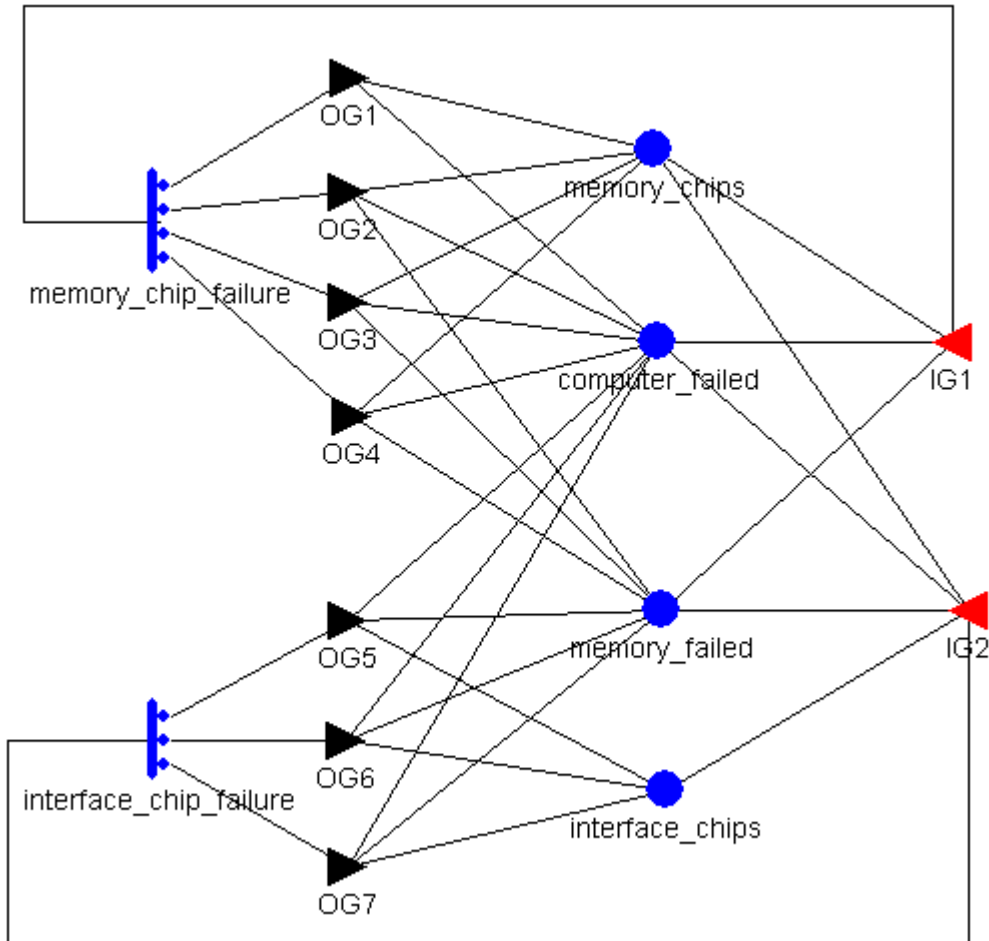 OG1
memory_chips
OG2
memory_chip_failure
OG3
computer_failed
IG1
OG4
OG5
memory_failed
IG2
OG6
interface_chip_failure
interface_chips
OG7